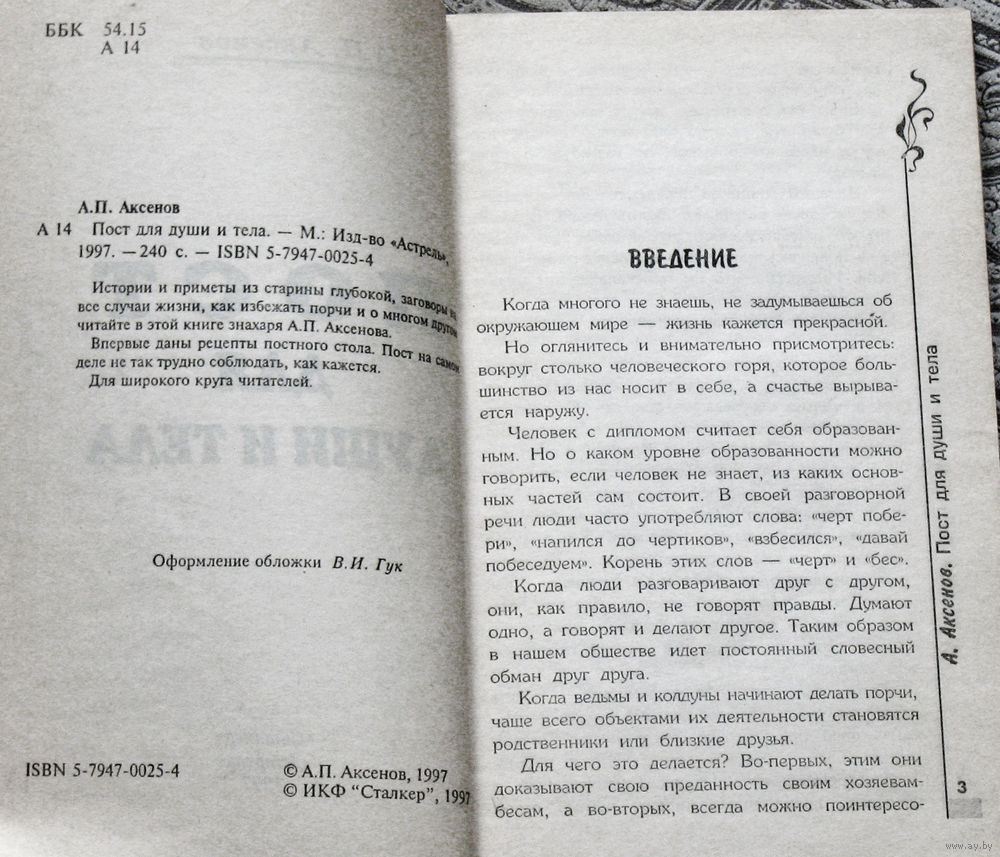 ББК 54.15
А 14
А.П. Аксенов
А 14 Пост для души и тела. — М.: Изд-во «Астрель»,
1997. — 240 с. — ISBN 5-7947-0025-4
Истории и приметы из старины глубокой, заговоры на
все случаи жизни, как избежать порчи и о многом другом
читайте в этой книге знахаря А.П. Аксенова.
Впервые даны рецепты постного стола. Пост на самом
деле не так трудно соблюдать, как кажется.
Для широкого круга читателей.
Оформление обложки В.И. Гук
ISBN 5-7947-0025-4
© А.П. Аксенов, 1997
© ИКФ "Сталкер", 1997
ВВЕДЕНИЕ
Когда многого не знаешь, не задумываешься об
окружающем мире — жизнь кажется прекрасной.
Но оглянитесь и внимательно присмотритесь:
вокруг столько человеческого горя, которое боль-
шинство из нас носит в себе, а счастье вырыва-
ется наружу.
Человек с дипломом считает себя образован-
ным. Но о каком уровне образованности можно
говорить, если человек не знает, из каких основ-
ных частей сам состоит. В своей разговорной
речи люди часто употребляют слова: «черт побе-
ри», «напился до чертиков», «взбесился», «давай
побеседуем». Корень этих слов — «черт» и «бес».
Когда люди разговаривают друг с другом,
они, как правило, не говорят правды. Думают
одно, а говорят и делают другое. Таким образом
в нашем обществе идет постоянный словесный
обман друг друга.
Когда ведьмы и колдуны начинают делать порчи,
чаще всего объектами их деятельности становятся
родственники или близкие друзья.
Для чего это делается? Во-первых, этим они
доказывают свою преданность своим хозяевам-
бесам, а во-вторых, всегда можно поинтересо-
А. Аксенов. Пост для души и тела
3
www.ay.by